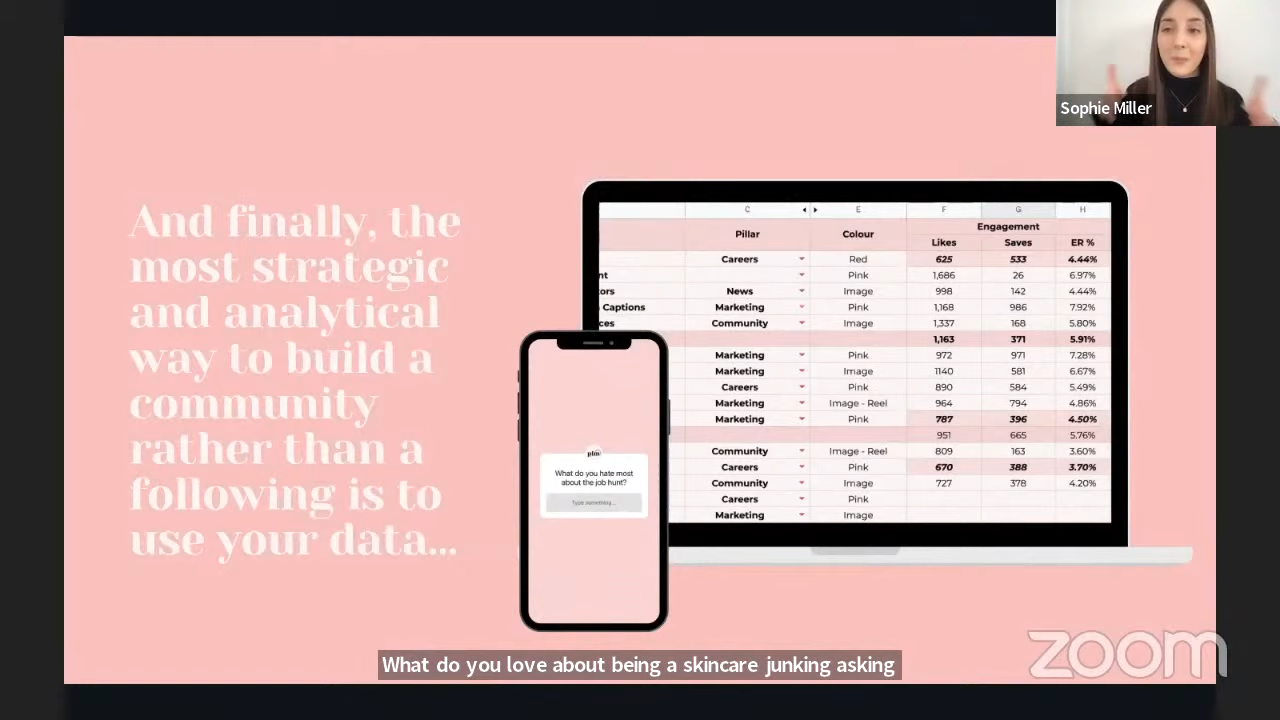 Sophie Miller
And finally, the
most strategic
and analytical
way to build a
community
rather than a
following is to
use your data...
C E F G H
Pillar Colour Engagement
Likes Saves ER %
Careers Red 625 533 4.44%
nt Pink 1,686 26 6.97%
ors News Image 998 142 4.44%
Captions Marketing Pink 1,168 986 7.92%
ces Community Image 1,337 168 5.80%
1,163 371 5.91%
Marketing Pink 972 971 7.28%
Marketing Image 1140 581 6.67%
Careers Pink 890 584 5.49%
Marketing Image - Reel 964 794 4.86%
Marketing Pink 787 396 4.50%
951 665 5.76%
Community Image - Reel 809 163 3.60%
Careers Pink 670 388 3.70%
Community Image 727 378 4.20%
Careers Pink
Marketing Image
plm
What do you hate most
about the job hunt?
Type something...
What do you love about being a skincare junking asking
zoom